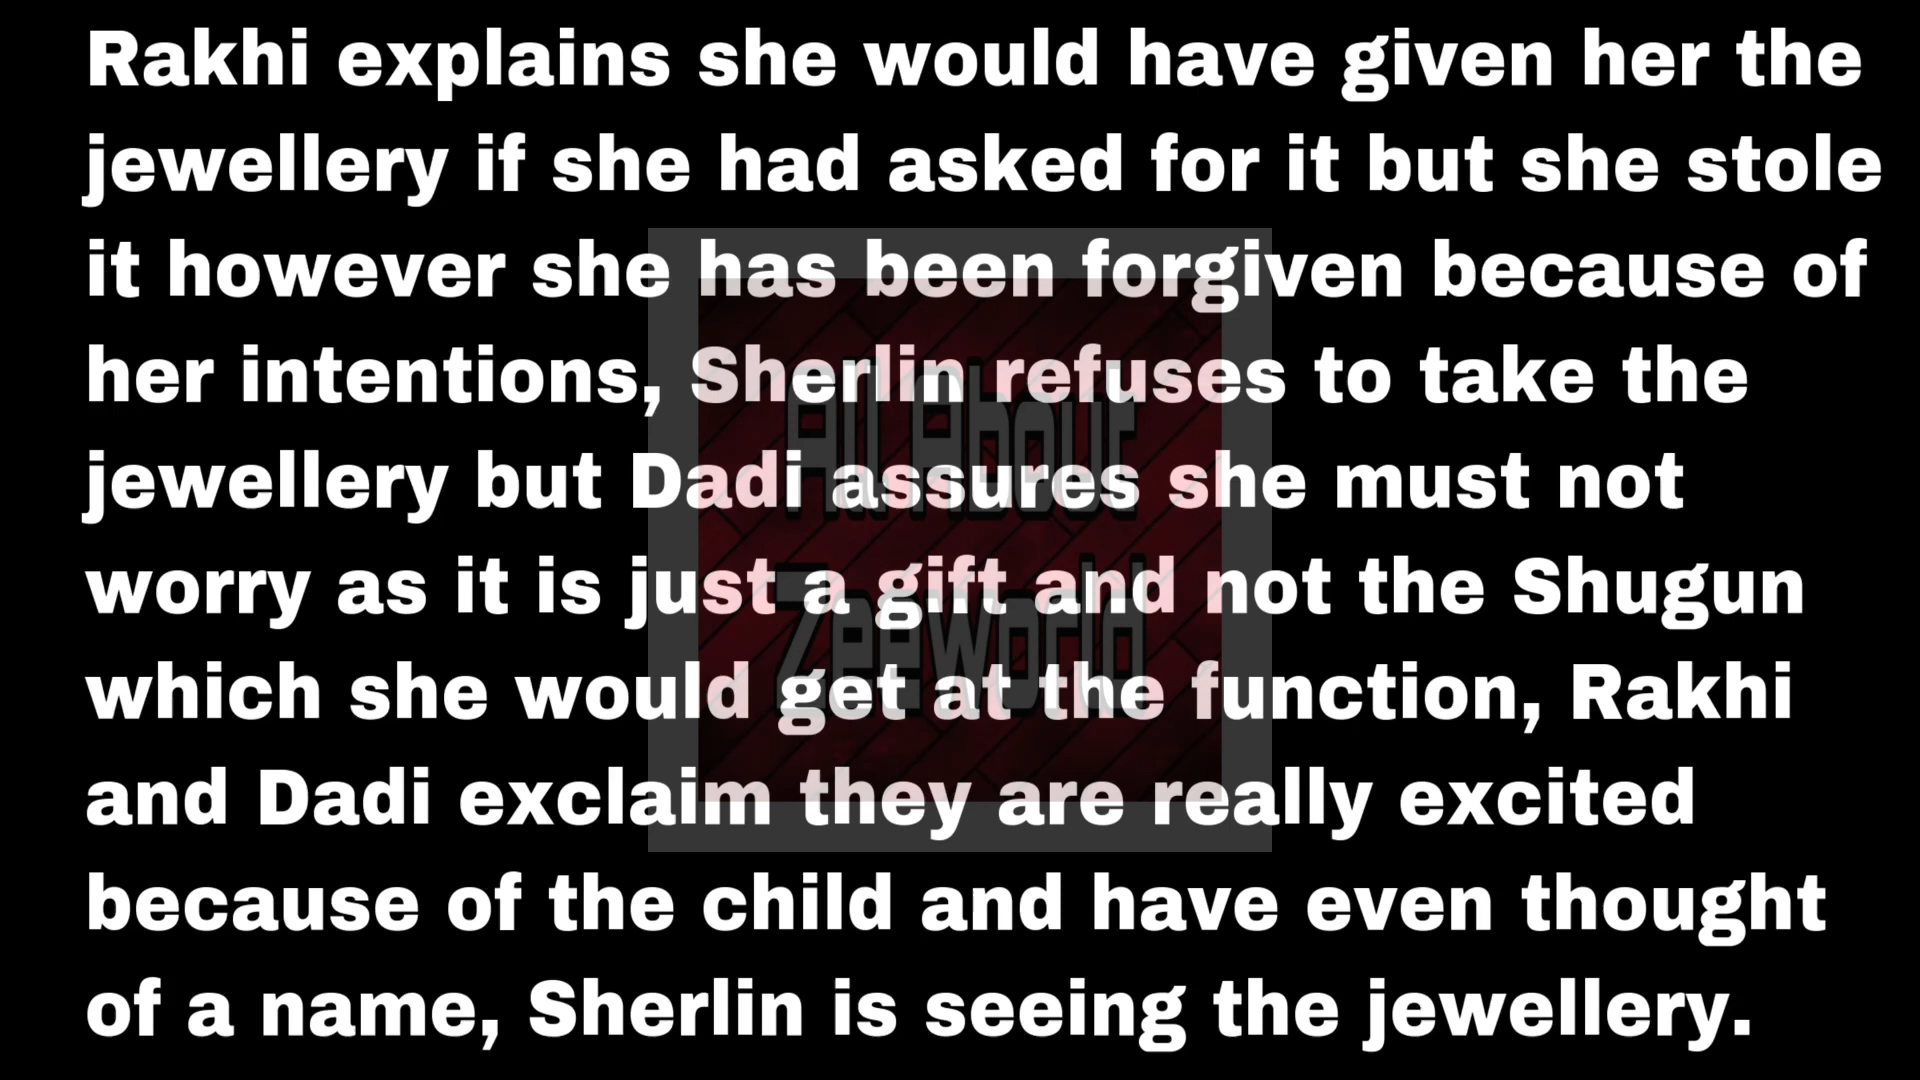 Rakhi explains she would have given her the
jewellery if she had asked for it but she stole
it however she has been forgiven because of
her intentions, Sherlin refuses to take the
jewellery but Dadi assures she must not
worry as it is just a gift and not the Shugun
which she would get at the function, Rakhi
and Dadi exclaim they are really excited
because of the child and have even thought
of a name, Sherlin is seeing the jewellery.
All About
Zeeworld